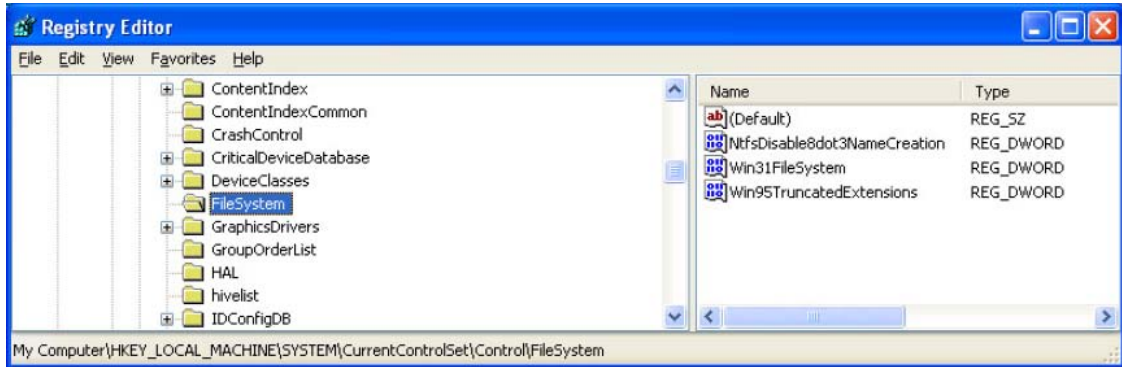 Registry Editor
File Edit View Favorites Help
ContentIndex
ContentIndexCommon
CrashControl
CriticalDeviceDatabase
DeviceClasses
FileSystem
GraphicsDrivers
GroupOrderList
HAL
hivelist
IDConfigDB
Name Type
(Default) REG_SZ
NtfsDisable8dot3NameCreation REG_DWORD
Win31FileSystem REG_DWORD
Win95TruncatedExtensions REG_DWORD
My Computer\HKEY_LOCAL_MACHINE\SYSTEM\CurrentControlSet\Control\FileSystem